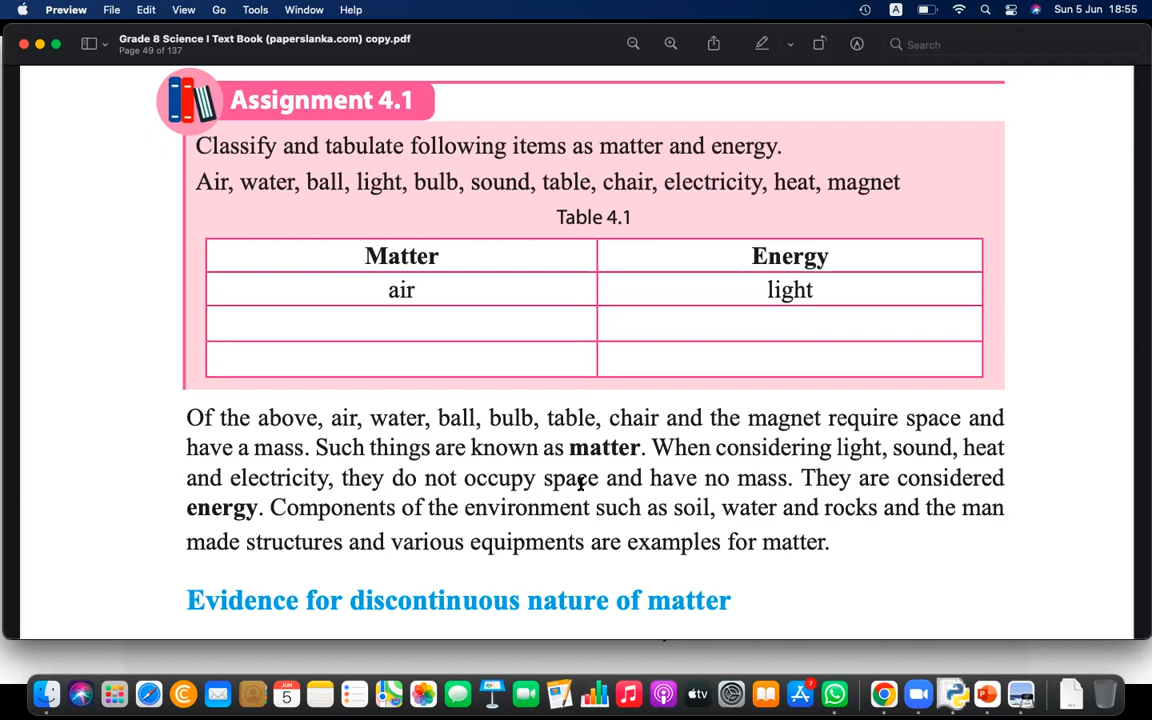 Preview File Edit View Go Tools Window Help A Sun 5 Jun 18:55
Grade 8 Science I Text Book (paperslanka.com) copy.pdf
Page 49 of 137
Search
Assignment 4.1
Classify and tabulate following items as matter and energy.
Air, water, ball, light, bulb, sound, table, chair, electricity, heat, magnet
Table 4.1
Matter Energy
air light
Of the above, air, water, ball, bulb, table, chair and the magnet require space and
have a mass. Such things are known as matter. When considering light, sound, heat
and electricity, they do not occupy space and have no mass. They are considered
energy. Components of the environment such as soil, water and rocks and the man
made structures and various equipments are examples for matter.
Evidence for discontinuous nature of matter
JUN
5
tv